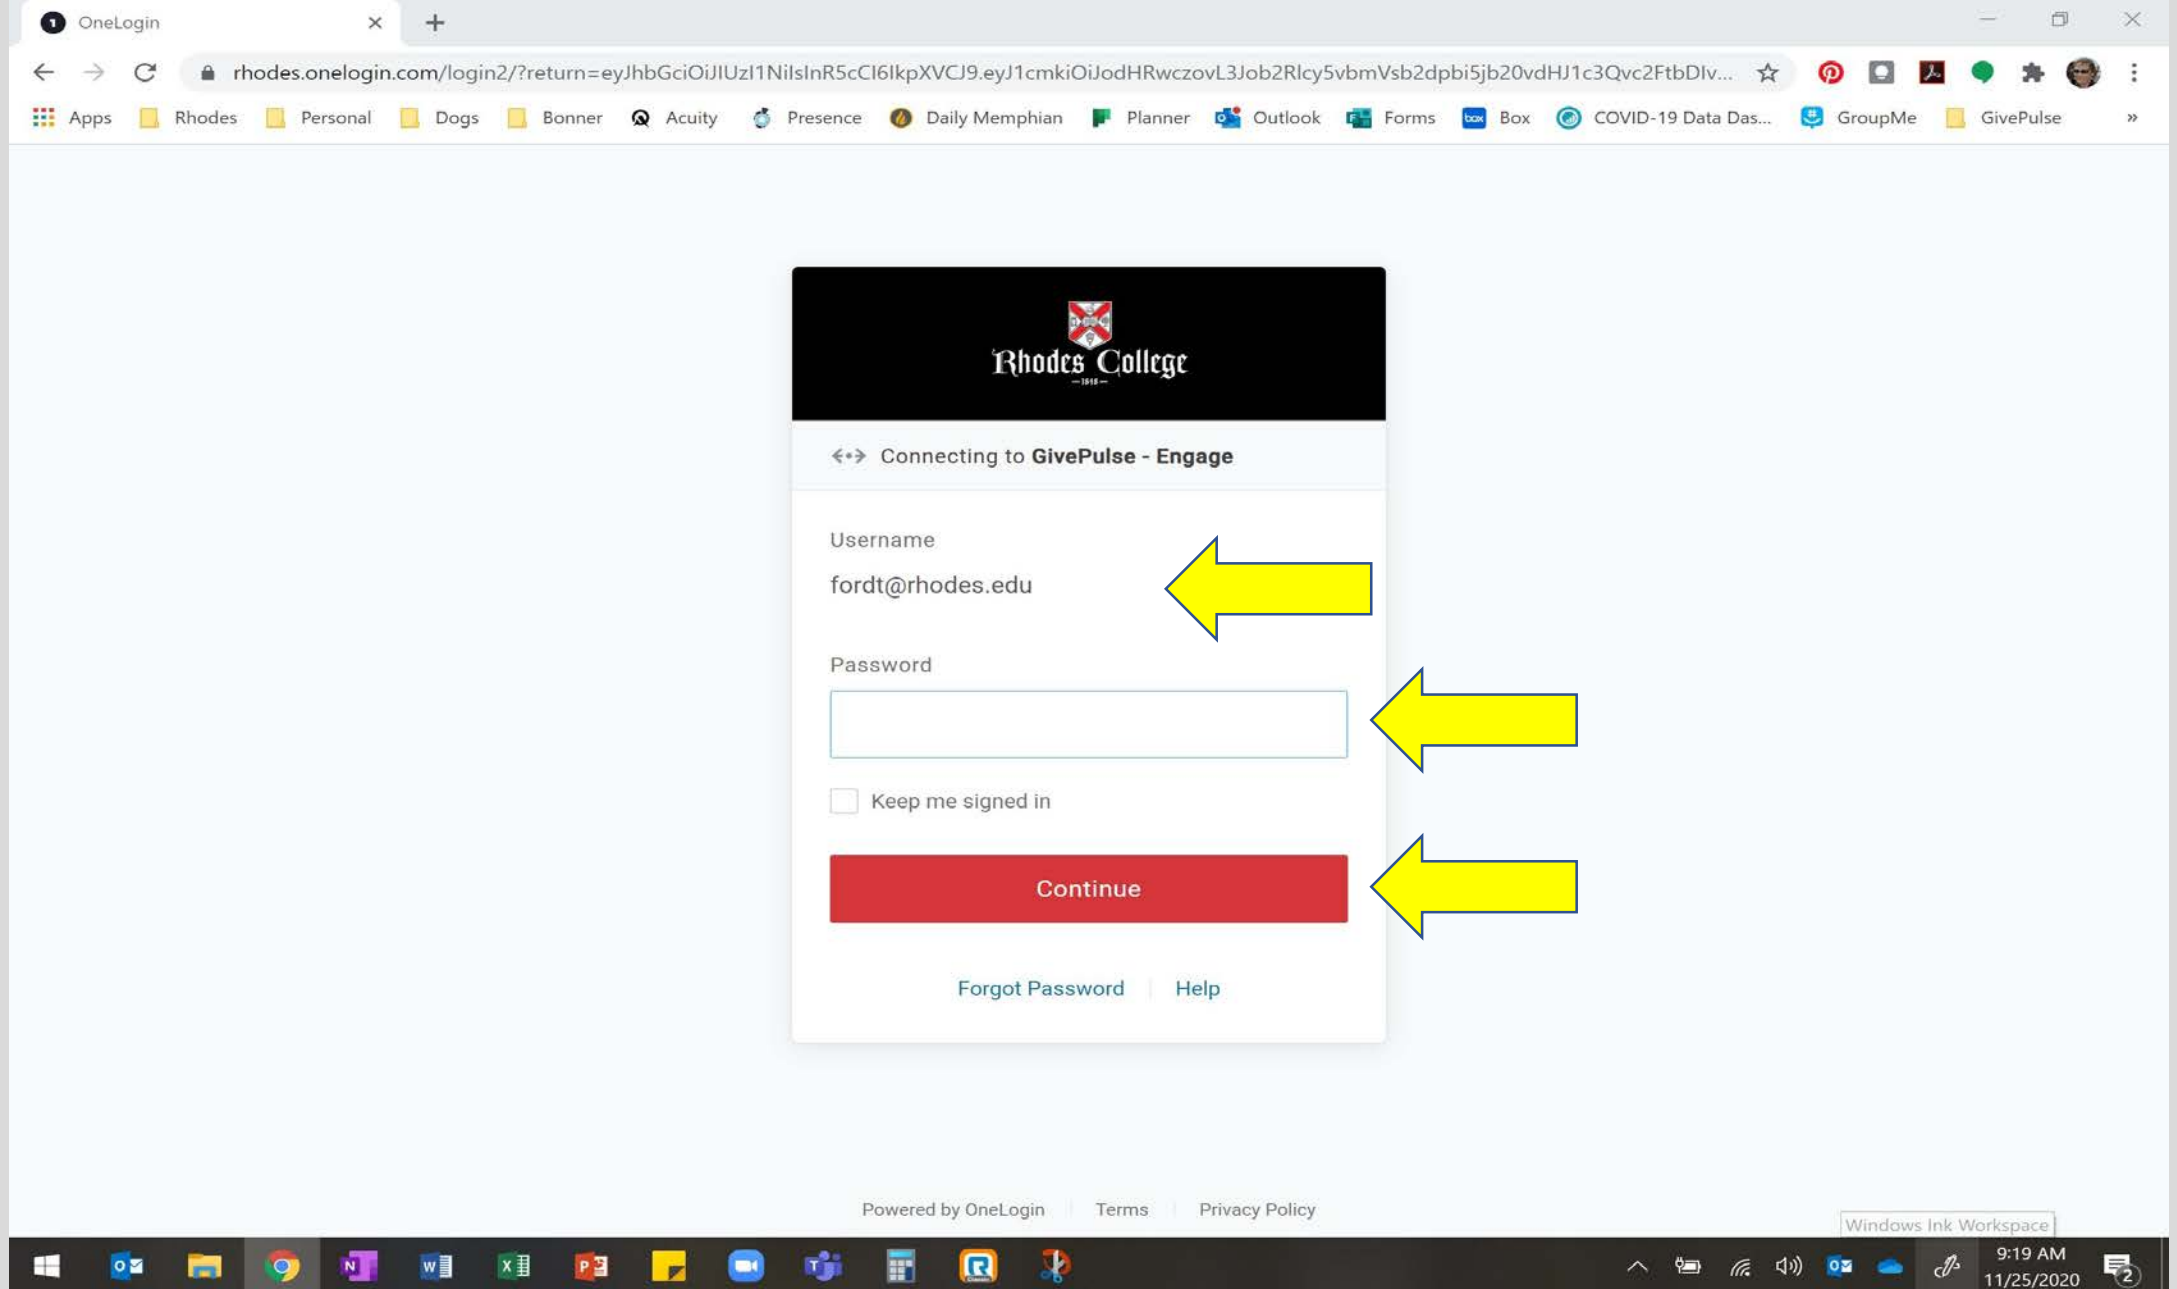 OneLogin
rhodes.onelogin.com/login2/?return=eyJhbGciOiJIUzI1NiIsInR5cCI6IkpXVCJ9.eyJ1cmkiOiJodHRwczovL3Job2Rlcy5vbmVsb2dpbi5jb20vdHJ1c3Qvc2FtbDIv...
Apps Rhodes Personal Dogs Bonner Acuity Presence Daily Memphian Planner Outlook Forms Box COVID-19 Data Das... GroupMe GivePulse »
Rhodes College
—1848—
Connecting to GivePulse - Engage
Username
fordt@rhodes.edu
Password
Keep me signed in
Continue
Forgot Password Help
Powered by OneLogin Terms Privacy Policy
Windows Ink Workspace
9:19 AM
11/25/2020
2